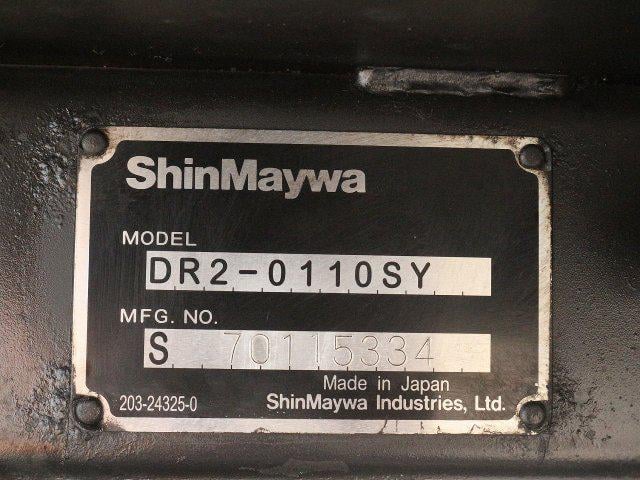 ShinMaywa
MODEL
DR2-0110SY
MFG. NO.
S 70115334
Made in Japan
203-24325-0 ShinMaywa Industries, Ltd.